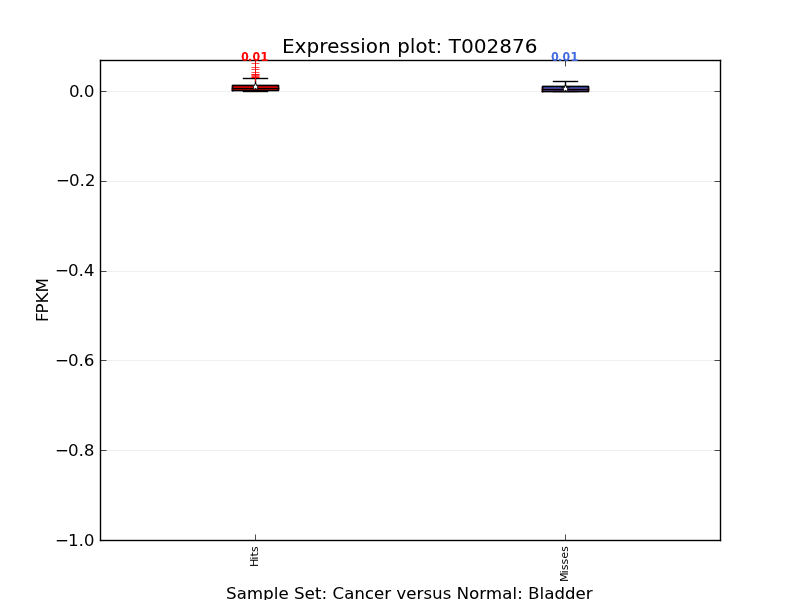 Expression plot: T002876
0.01
0.01
0.0
−0.2
−0.4
−0.6
−0.8
−1.0
FPKM
Hits
Misses
Sample Set: Cancer versus Normal: Bladder